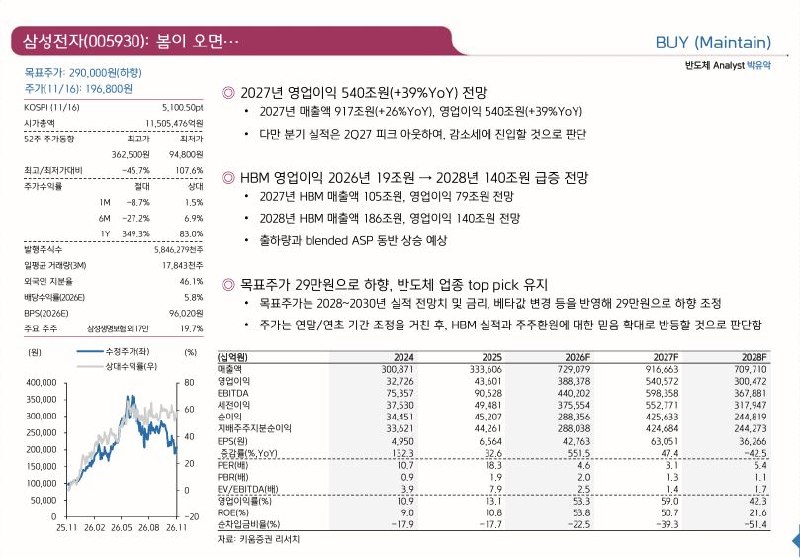 삼성전자(005930): 봄이 오면…
BUY (Maintain)
반도체 Analyst 박유악
목표주가: 290,000원(하향)
주가(11/16): 196,800원
KOSPI (11/16) 5,100.50pt
시가총액 11,505,476억원
52주 주가동향 최고가 최저가
362,500원 94,800원
최고/최저가대비 -45.7% 107.6%
주가수익률 절대 상대
1M -8.7% 1.5%
6M -27.2% 6.9%
1Y 349.3% 83.0%
발행주식수 5,846,279천주
일평균 거래량(3M) 17,843천주
외국인 지분율 46.1%
배당수익률(2026E) 5.8%
BPS(2026E) 96,020원
주요 주주 삼성생명보험 외 17인 19.7%
(원) 수정주가(좌) (%)
상대수익률(우)
400,000 80
350,000
300,000 60
250,000 40
200,000
150,000 20
100,000 0
50,000
0 -20
25.11 26.02 26.05 26.08 26.11
◎ 2027년 영업이익 540조원(+39%YoY) 전망
• 2027년 매출액 917조원(+26%YoY), 영업이익 540조원(+39%YoY)
• 다만 분기 실적은 2Q27 피크 아웃하여, 감소세에 진입할 것으로 판단
◎ HBM 영업이익 2026년 19조원 → 2028년 140조원 급증 전망
• 2027년 HBM 매출액 105조원, 영업이익 79조원 전망
• 2028년 HBM 매출액 186조원, 영업이익 140조원 전망
• 출하량과 blended ASP 동반 상승 예상
◎ 목표주가 29만원으로 하향, 반도체 업종 top pick 유지
• 목표주가는 2028~2030년 실적 전망치 및 금리, 베타값 변경 등을 반영해 29만원으로 하향 조정
• 주가는 연말/연초 기간 조정을 거친 후, HBM 실적과 주주환원에 대한 믿음 확대로 반등할 것으로 판단함
(십억원) 2024 2025 2026F 2027F 2028F
매출액 300,871 333,606 729,079 916,663 709,710
영업이익 32,726 43,601 388,378 540,572 300,472
EBITDA 75,357 90,528 440,202 598,358 367,881
세전이익 37,530 49,481 375,554 552,771 317,947
순이익 34,451 45,207 288,356 425,633 244,819
지배주주지분순이익 33,621 44,261 288,038 424,684 244,273
EPS(원) 4,950 6,564 42,763 63,051 36,266
증감률(%,YoY) 132.3 32.6 551.5 47.4 -42.5
PER(배) 10.7 18.3 4.6 3.1 5.4
PBR(배) 0.9 1.9 2.0 1.3 1.1
EV/EBITDA(배) 3.9 7.9 2.5 1.4 1.7
영업이익률(%) 10.9 13.1 53.3 59.0 42.3
ROE(%) 9.0 10.8 53.8 50.7 21.6
순차입금비율(%) -17.9 -17.7 -22.5 -39.3 -51.4
자료: 키움증권 리서치